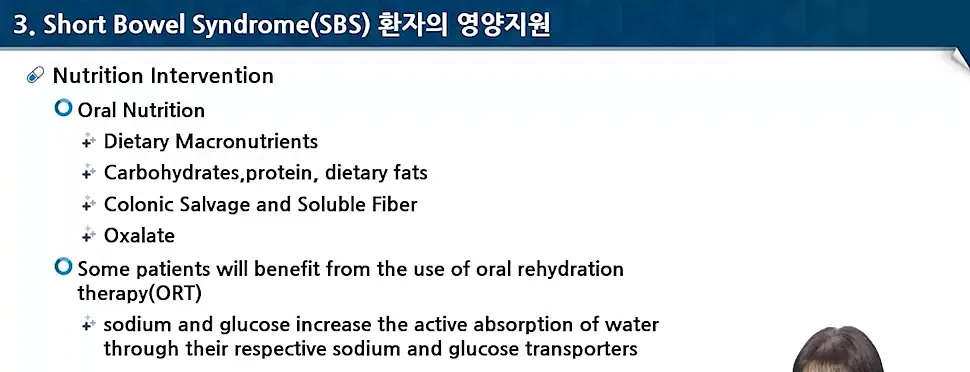 3. Short Bowel Syndrome(SBS) 환자의 영양지원
Nutrition Intervention
Oral Nutrition
Dietary Macronutrients
Carbohydrates,protein, dietary fats
Colonic Salvage and Soluble Fiber
Oxalate
Some patients will benefit from the use of oral rehydration
therapy(ORT)
sodium and glucose increase the active absorption of water
through their respective sodium and glucose transporters